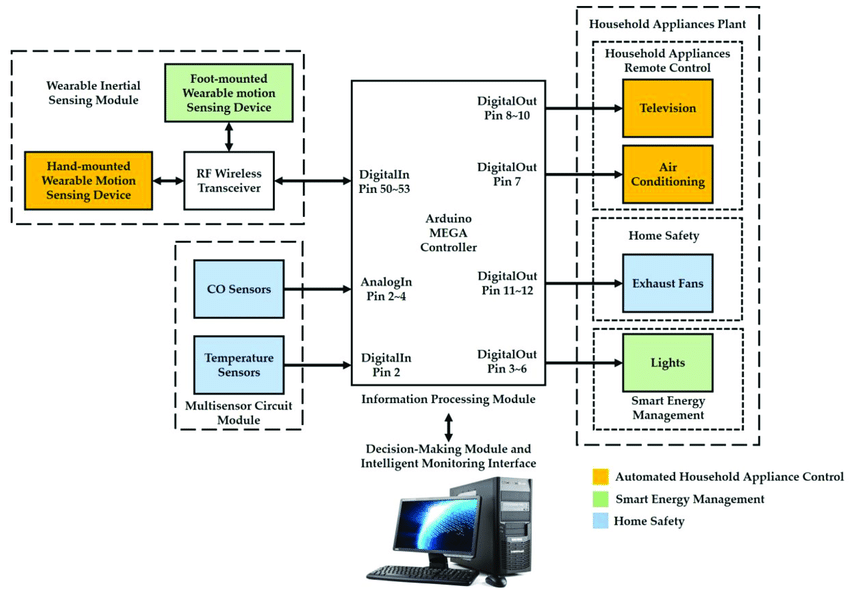 Household Appliances Plant
Household Appliances
Remote Control
Wearable Inertial
Sensing Module
Foot-mounted
Wearable motion
Sensing Device
Hand-mounted
Wearable Motion
Sensing Device
RF Wireless
Transceiver
DigitalIn
Pin 50~53
Arduino
MEGA
Controller
DigitalOut
Pin 8~10
Television
DigitalOut
Pin 7
Air
Conditioning
CO Sensors
AnalogIn
Pin 2~4
DigitalOut
Pin 11~12
Home Safety
Exhaust Fans
Temperature
Sensors
DigitalIn
Pin 2
DigitalOut
Pin 3~6
Lights
Smart Energy
Management
Multisensor Circuit
Module
Information Processing Module
Decision-Making Module and
Intelligent Monitoring Interface
Automated Household Appliance Control
Smart Energy Management
Home Safety